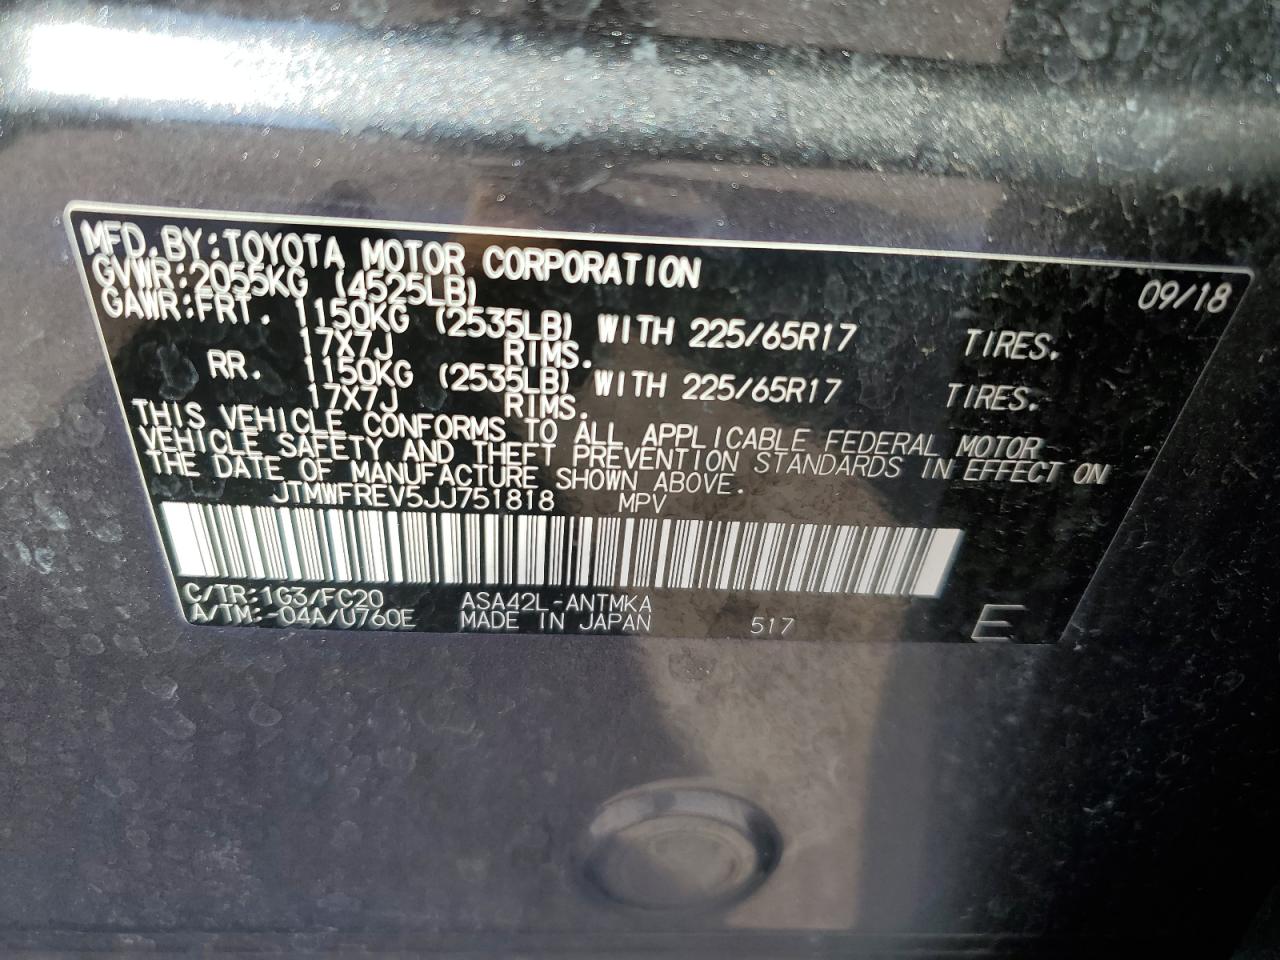 MFD. BY: TOYOTA MOTOR CORPORATION 09/18
GVWR: 2055KG (4525LB)
GAWR: FRT. 1150KG (2535LB) WITH 225/65R17 TIRES.
17X7J RIMS.
RR. 1150KG (2535LB) WITH 225/65R17 TIRES.
17X7J RIMS.
THIS VEHICLE CONFORMS TO ALL APPLICABLE FEDERAL MOTOR
VEHICLE SAFETY AND THEFT PREVENTION STANDARDS IN EFFECT ON
THE DATE OF MANUFACTURE SHOWN ABOVE.
JTMWFREV5JJ751818 MPV
C/TR: 1G3/FC20 ASA42L-ANTMKA
A/TM: -04A/U760E MADE IN JAPAN 517 E